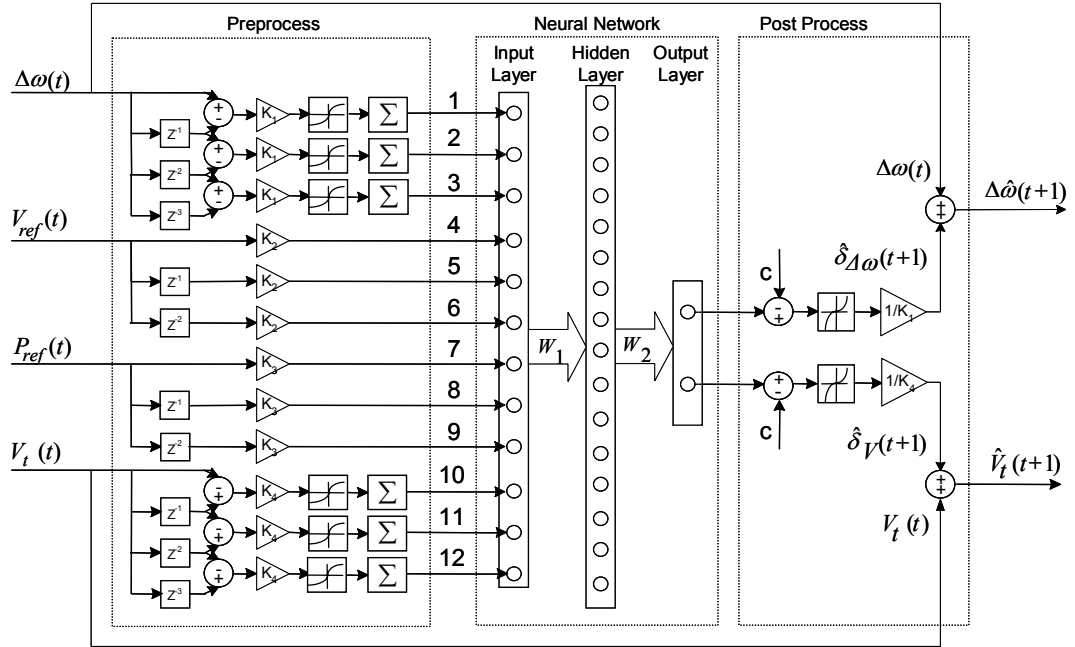 Preprocess
Neural Network
Post Process
Input Layer
Hidden Layer
Output Layer
Δω(t)
+
-
K₁
Σ
1
Z⁻¹
+
-
K₁
Σ
2
Z⁻²
+
-
K₁
Σ
3
Z⁻³
V_ref(t)
K₂
4
Z⁻¹
K₂
5
Z⁻²
K₂
6
P_ref(t)
K₃
7
Z⁻¹
K₃
8
Z⁻²
K₃
9
V_t (t)
-
+
K₄
Σ
10
Z⁻¹
-
+
K₄
Σ
11
Z⁻²
-
+
K₄
Σ
12
Z⁻³
W₁
W₂
Δω(t)
+
+
Δω̂(t+1)
δ̂_Δω(t+1)
C
-
+
1/K₁
+
-
1/K₄
C
δ̂_V(t+1)
+
+
V̂_t (t+1)
V_t (t)